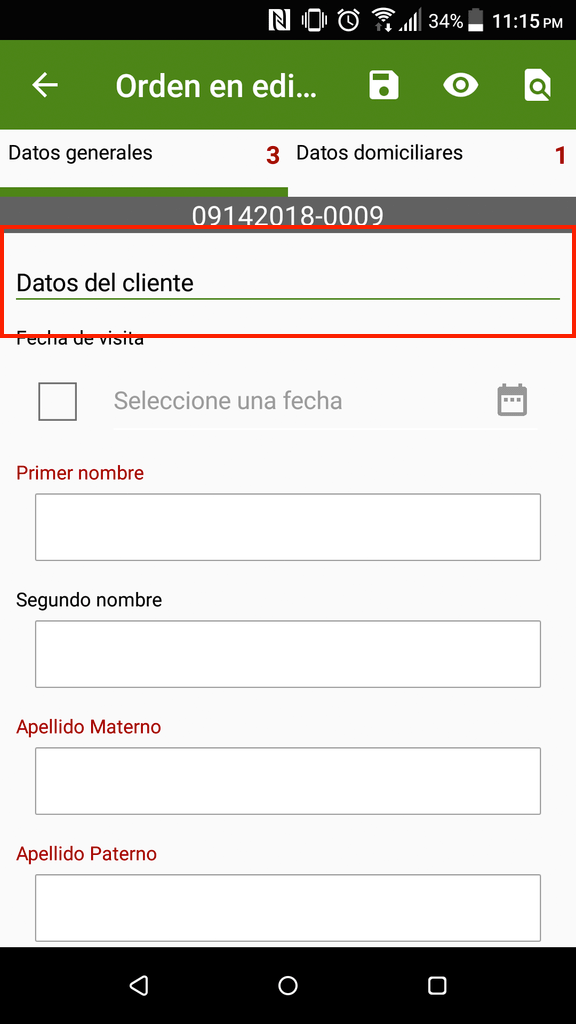 34% 11:15 PM
Orden en edi...
Datos generales 3 Datos domiciliares 1
09142018-0009
Datos del cliente
Fecha de visita
Seleccione una fecha
Primer nombre
Segundo nombre
Apellido Materno
Apellido Paterno